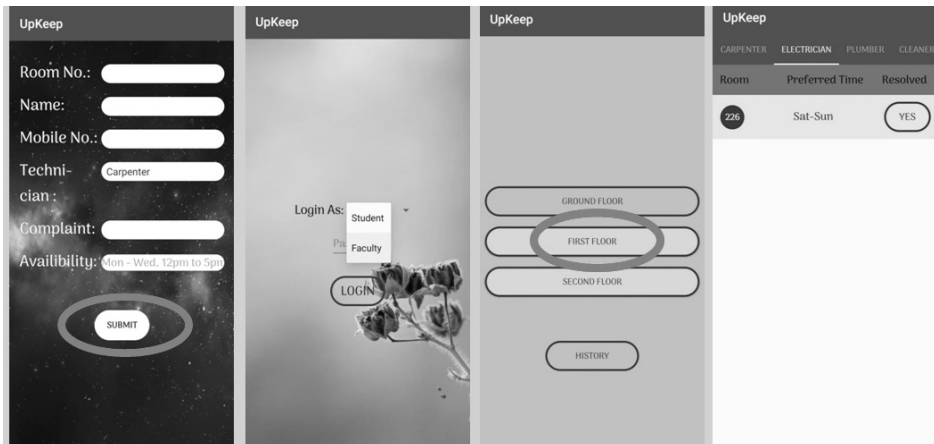 UpKeep
Room No.:
Name:
Mobile No.:
Techni-
cian :
Carpenter
Complaint:
Availibility: Mon - Wed, 12pm to 5pm
SUBMIT
UpKeep
Login As:
Student
Faculty
Pa
LOGIN
UpKeep
GROUND FLOOR
FIRST FLOOR
SECOND FLOOR
HISTORY
UpKeep
CARPENTER ELECTRICIAN PLUMBER CLEANER
Room Preferred Time Resolved
226 Sat-Sun YES